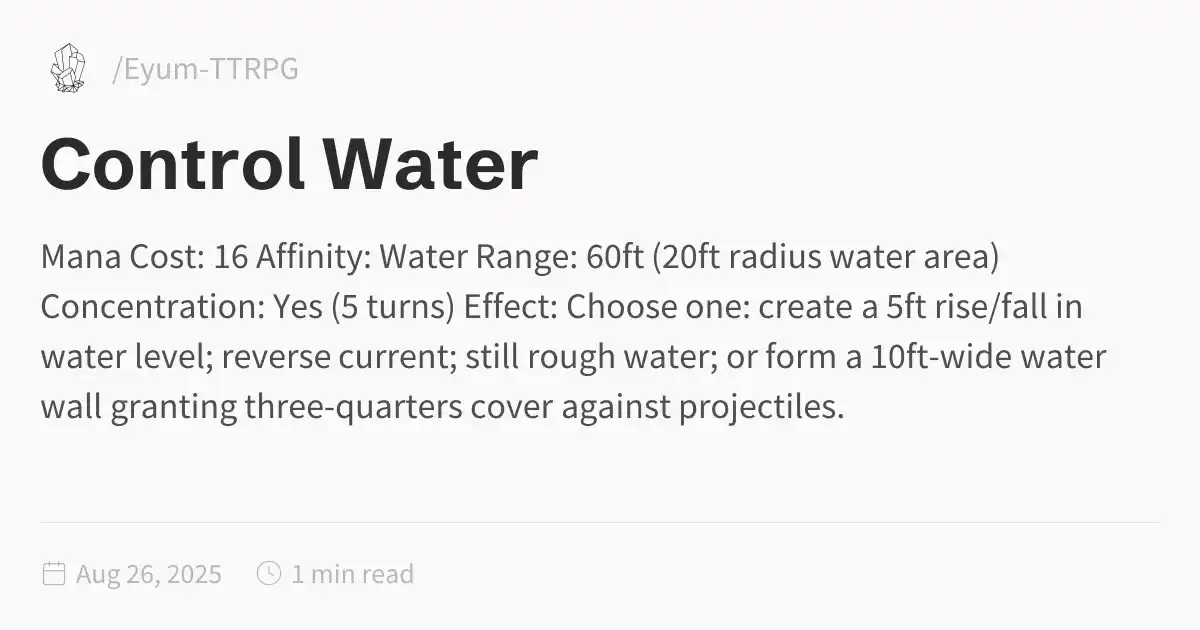 /Eyum-TTRPG
Control Water
Mana Cost: 16 Affinity: Water Range: 60ft (20ft radius water area)
Concentration: Yes (5 turns) Effect: Choose one: create a 5ft rise/fall in
water level; reverse current; still rough water; or form a 10ft-wide water
wall granting three-quarters cover against projectiles.
Aug 26, 2025 1 min read